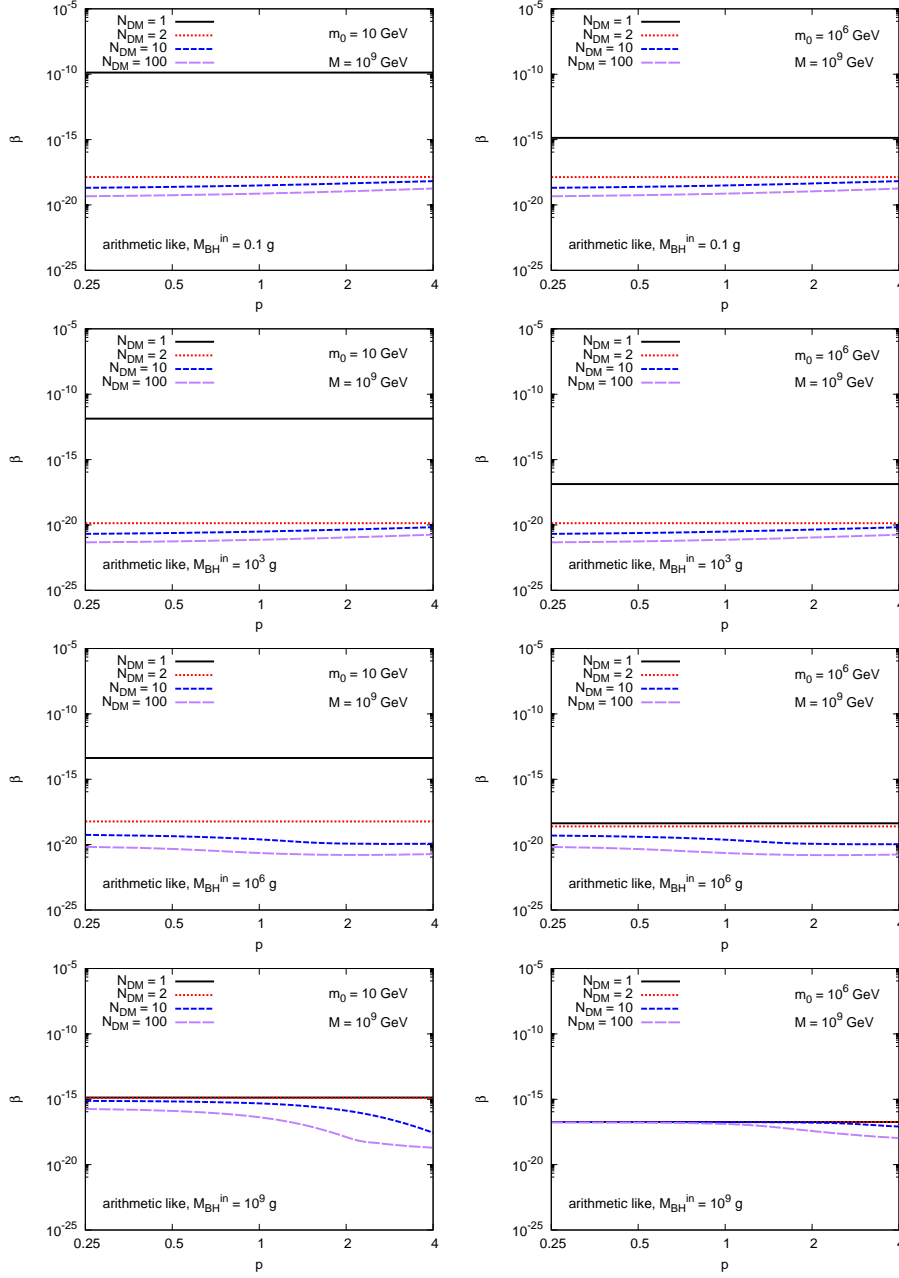 10^-5
N_DM = 1
N_DM = 2
N_DM = 10
N_DM = 100
m_0 = 10 GeV
M = 10^9 GeV
10^-10
β
10^-15
10^-20
arithmetic like, M_BH^in = 0.1 g
10^-25
0.25 0.5 1 2 4
p
10^-5
N_DM = 1
N_DM = 2
N_DM = 10
N_DM = 100
m_0 = 10^6 GeV
M = 10^9 GeV
10^-10
β
10^-15
10^-20
arithmetic like, M_BH^in = 0.1 g
10^-25
0.25 0.5 1 2 4
p
10^-5
N_DM = 1
N_DM = 2
N_DM = 10
N_DM = 100
m_0 = 10 GeV
M = 10^9 GeV
10^-10
β
10^-15
10^-20
arithmetic like, M_BH^in = 10^3 g
10^-25
0.25 0.5 1 2 4
p
10^-5
N_DM = 1
N_DM = 2
N_DM = 10
N_DM = 100
m_0 = 10^6 GeV
M = 10^9 GeV
10^-10
β
10^-15
10^-20
arithmetic like, M_BH^in = 10^3 g
10^-25
0.25 0.5 1 2 4
p
10^-5
N_DM = 1
N_DM = 2
N_DM = 10
N_DM = 100
m_0 = 10 GeV
M = 10^9 GeV
10^-10
β
10^-15
10^-20
arithmetic like, M_BH^in = 10^6 g
10^-25
0.25 0.5 1 2 4
p
10^-5
N_DM = 1
N_DM = 2
N_DM = 10
N_DM = 100
m_0 = 10^6 GeV
M = 10^9 GeV
10^-10
β
10^-15
10^-20
arithmetic like, M_BH^in = 10^6 g
10^-25
0.25 0.5 1 2 4
p
10^-5
N_DM = 1
N_DM = 2
N_DM = 10
N_DM = 100
m_0 = 10 GeV
M = 10^9 GeV
10^-10
β
10^-15
10^-20
arithmetic like, M_BH^in = 10^9 g
10^-25
0.25 0.5 1 2 4
p
10^-5
N_DM = 1
N_DM = 2
N_DM = 10
N_DM = 100
m_0 = 10^6 GeV
M = 10^9 GeV
10^-10
β
10^-15
10^-20
arithmetic like, M_BH^in = 10^9 g
10^-25
0.25 0.5 1 2 4
p